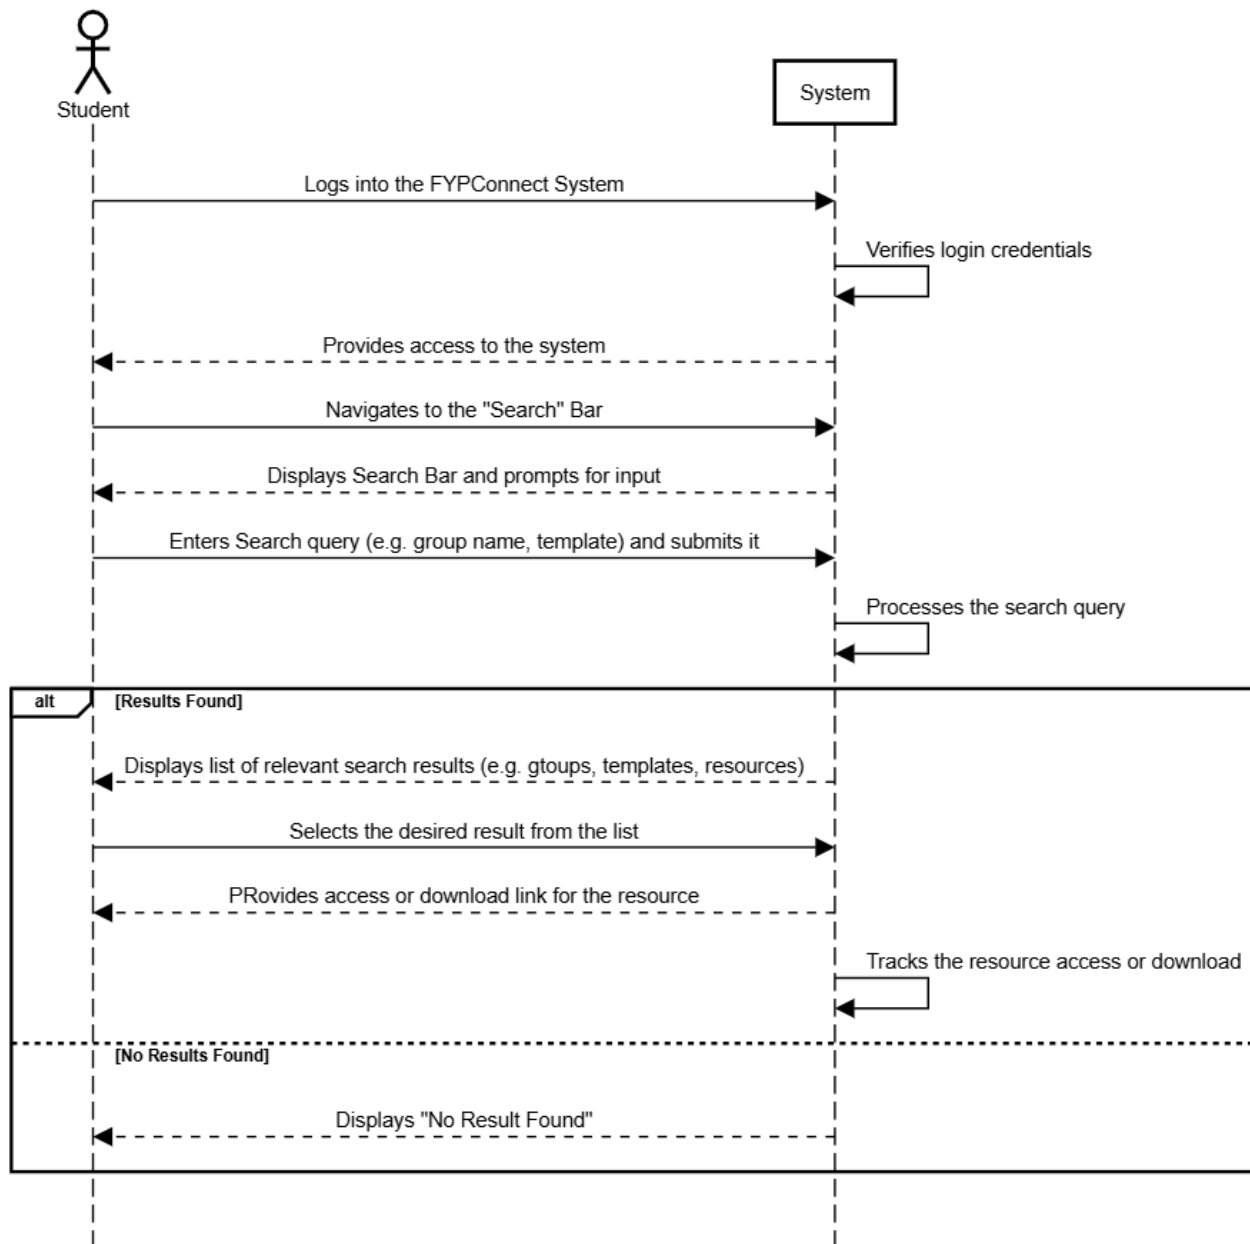 Student
System
Logs into the FYPConnect System
Verifies login credentials
Provides access to the system
Navigates to the "Search" Bar
Displays Search Bar and prompts for input
Enters Search query (e.g. group name, template) and submits it
Processes the search query
alt [Results Found]
Displays list of relevant search results (e.g. gtoups, templates, resources)
Selects the desired result from the list
PRovides access or download link for the resource
Tracks the resource access or download
[No Results Found]
Displays "No Result Found"